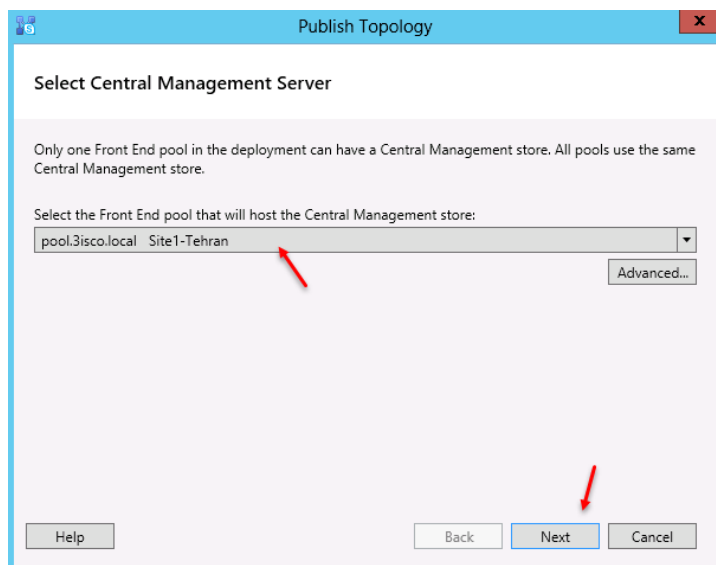 Publish Topology
x
Select Central Management Server
Only one Front End pool in the deployment can have a Central Management store. All pools use the same
Central Management store.
Select the Front End pool that will host the Central Management store:
pool.3isco.local Site1-Tehran
Advanced...
Help Back Next Cancel